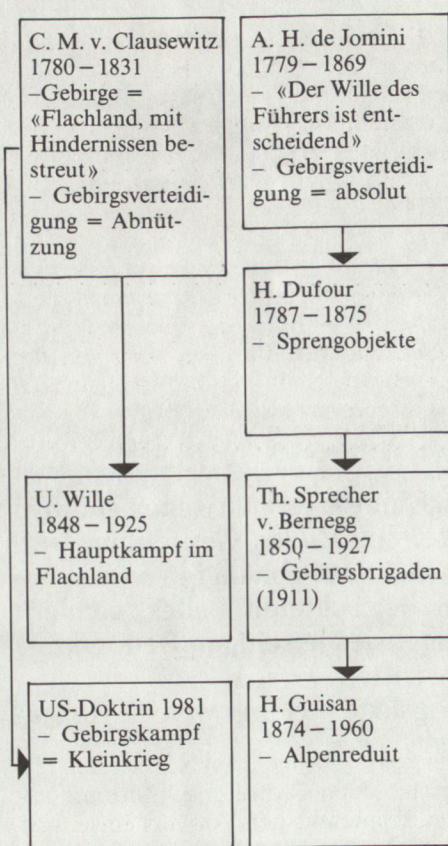 C. M. v. Clausewitz
1780 – 1831
–Gebirge =
«Flachland, mit
Hindernissen be-
streut»
– Gebirgsverteidi-
gung = Abnüt-
zung
A. H. de Jomini
1779 – 1869
– «Der Wille des
Führers ist ent-
scheidend»
– Gebirgsverteidi-
gung = absolut
H. Dufour
1787 – 1875
– Sprengobjekte
U. Wille
1848 – 1925
– Hauptkampf im
Flachland
Th. Sprecher
v. Bernegg
1850 – 1927
– Gebirgsbrigaden
(1911)
US-Doktrin 1981
– Gebirgskampf
= Kleinkrieg
H. Guisan
1874 – 1960
– Alpenreduit